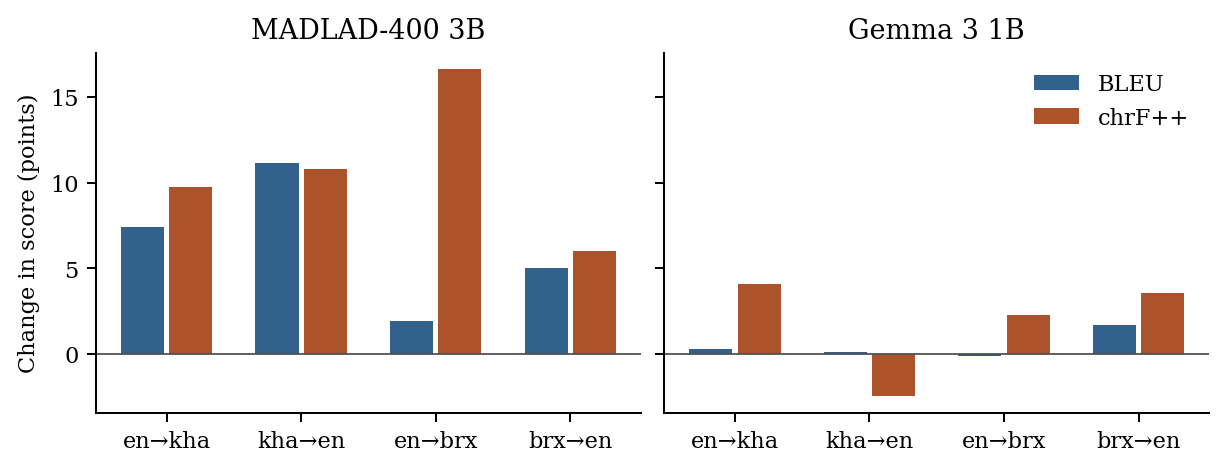 MADLAD-400 3B
Gemma 3 1B
Change in score (points)
15
10
5
0
BLEU
chrF++
en→kha
kha→en
en→brx
brx→en
en→kha
kha→en
en→brx
brx→en